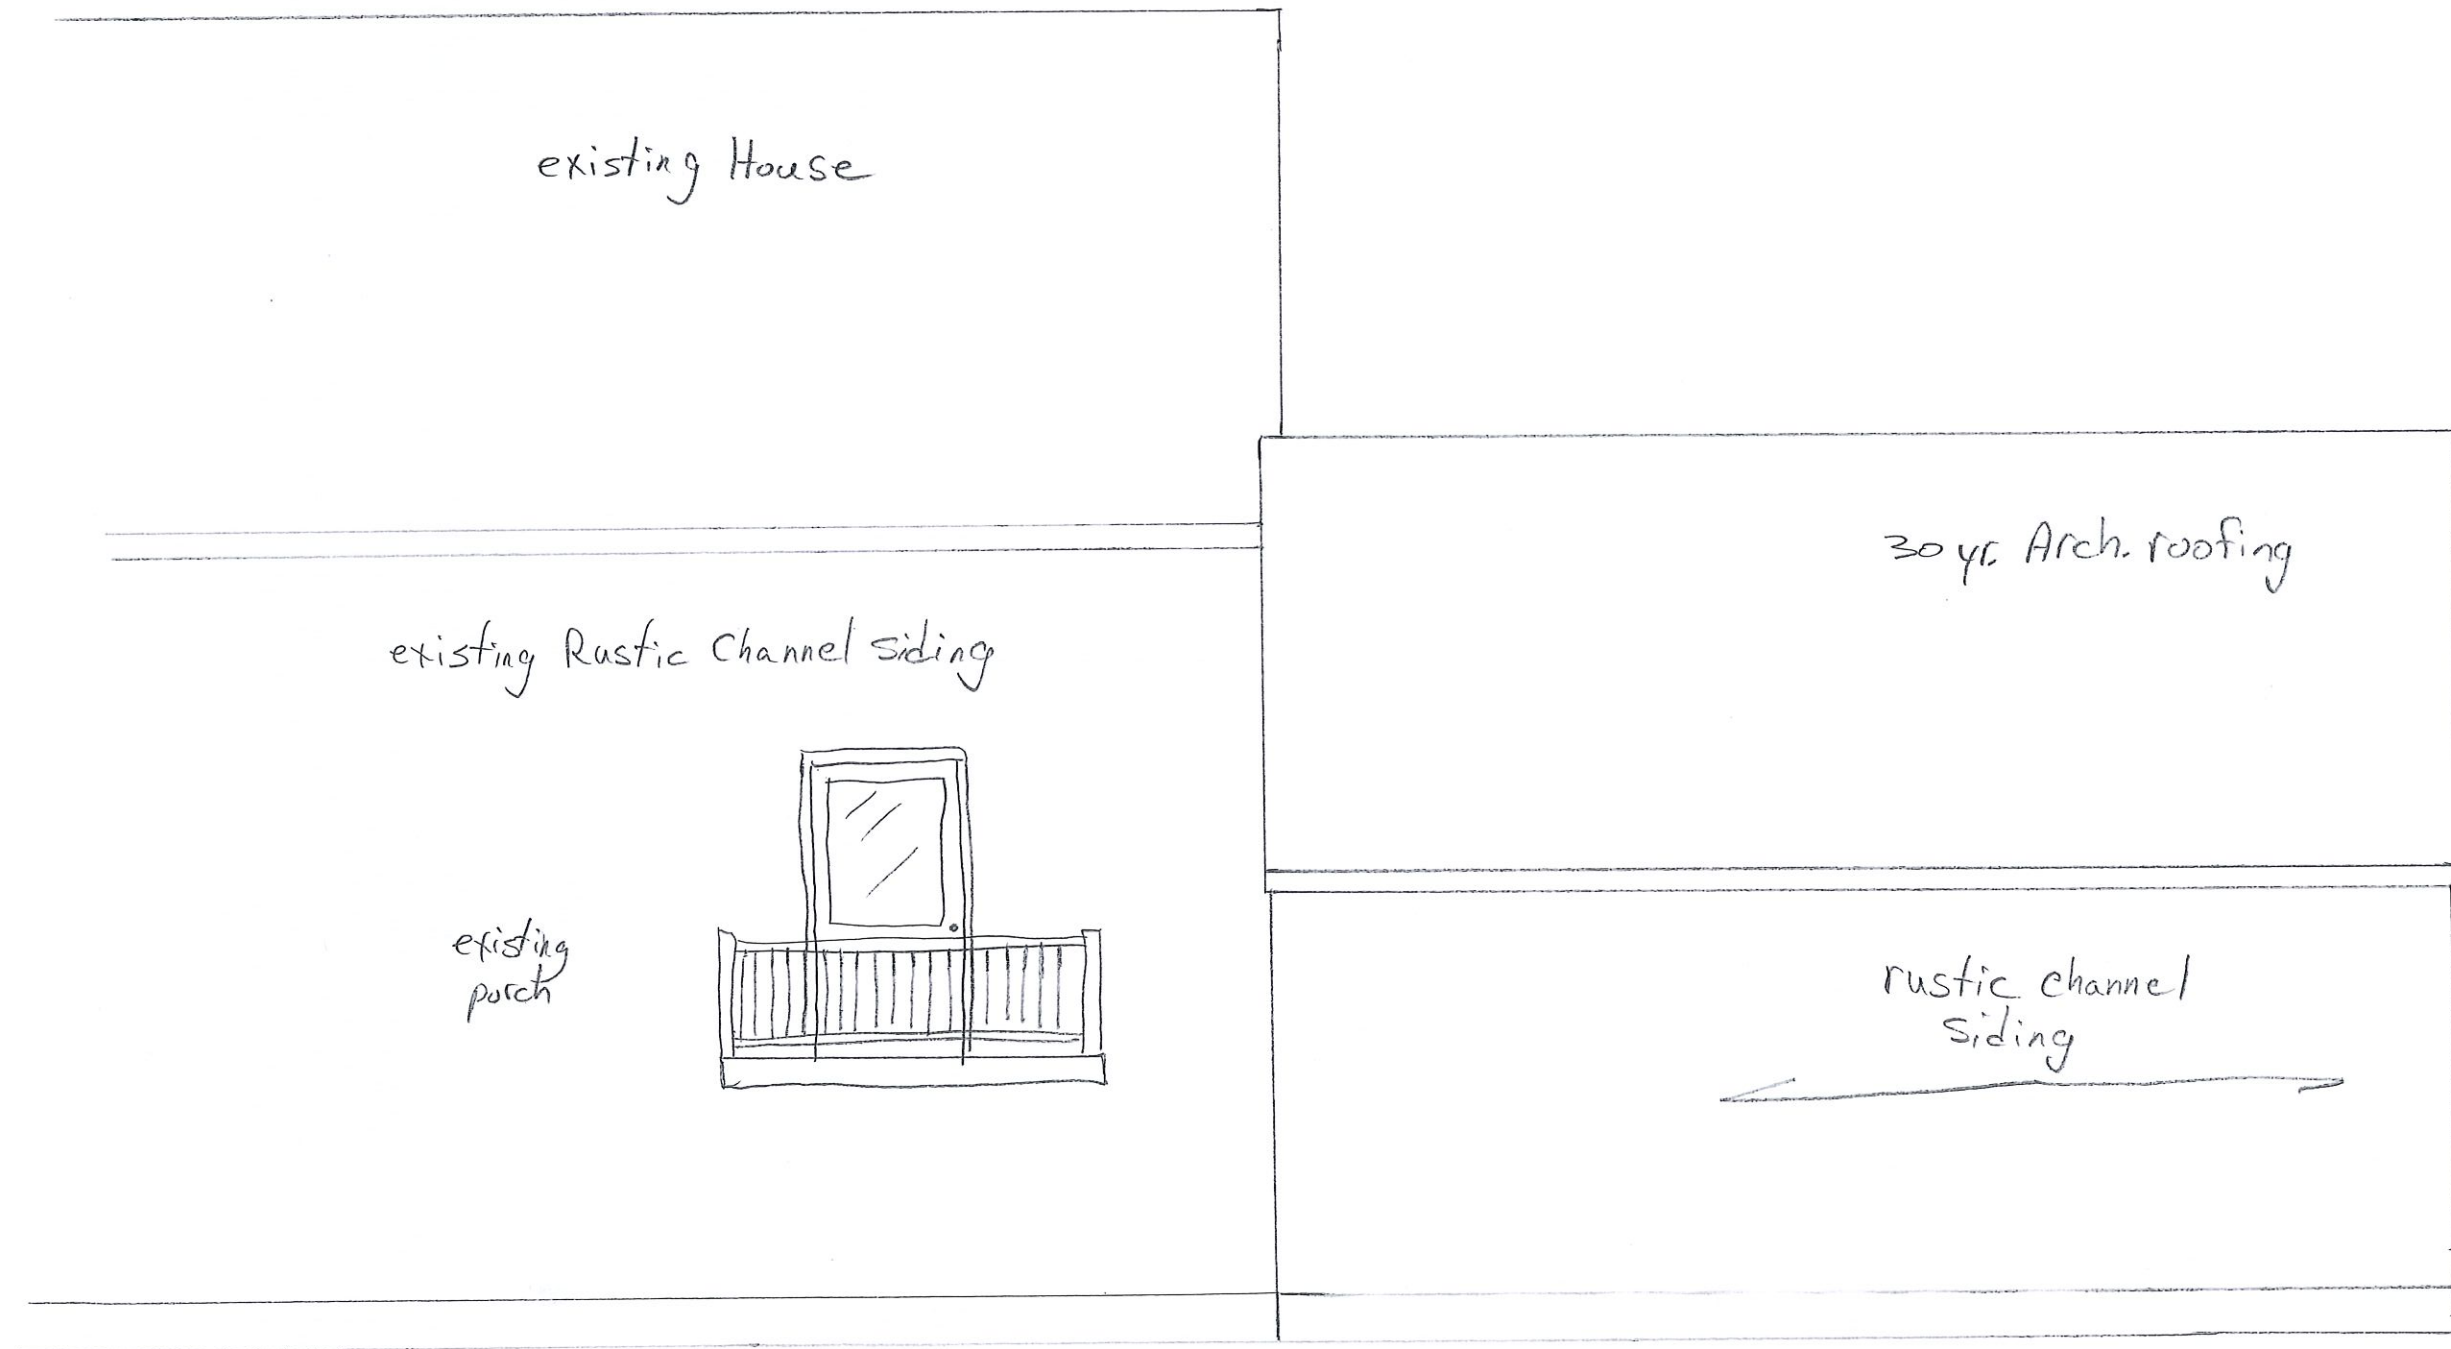 existing House
30 yr. Arch. roofing
existing Rustic Channel Siding
existing
porch
rustic channel
Siding